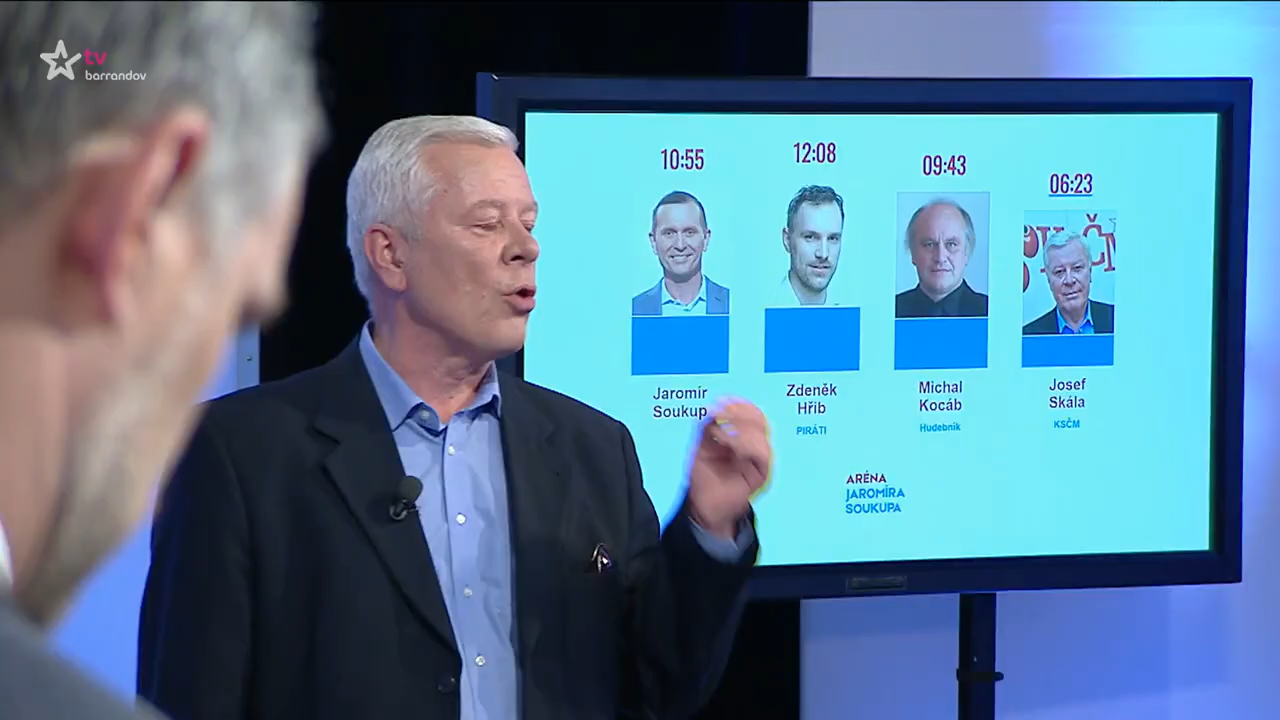 tv
barrandov
10:55
12:08
09:43
06:23
Jaromír
Soukup
Zdeněk
Hřib
PIRÁTI
Michal
Kocáb
Hudebník
Josef
Skála
KSČM
ARÉNA
JAROMÍRA
SOUKUPA